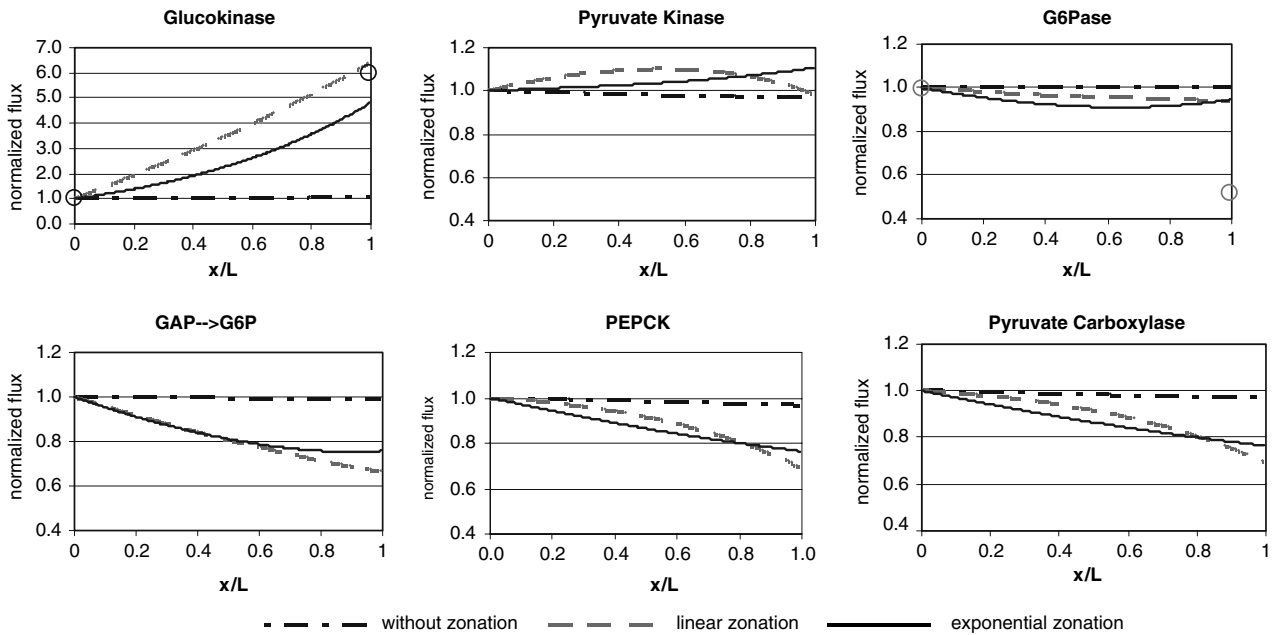 Glucokinase
normalized flux
7.0
6.0
5.0
4.0
3.0
2.0
1.0
0.0
0 0.2 0.4 0.6 0.8 1
x/L
Pyruvate Kinase
normalized flux
1.2
1.0
0.8
0.6
0.4
0 0.2 0.4 0.6 0.8 1
x/L
G6Pase
normalized flux
1.2
1.0
0.8
0.6
0.4
0 0.2 0.4 0.6 0.8 1
x/L
GAP-->G6P
normalized flux
1.2
1.0
0.8
0.6
0.4
0.0 0.2 0.4 0.6 0.8 1.0
x/L
PEPCK
normalized flux
1.2
1.0
0.8
0.6
0.4
0.0 0.2 0.4 0.6 0.8 1.0
x/L
Pyruvate Carboxylase
normalized flux
1.2
1.0
0.8
0.6
0.4
0 0.2 0.4 0.6 0.8 1
x/L
without zonation linear zonation exponential zonation